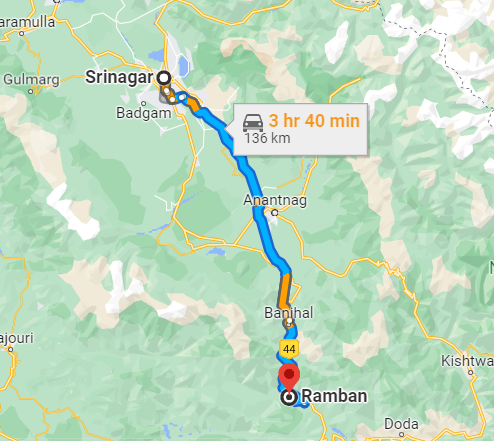 aramulla
Gulmarg
Srinagar
Badgam
3 hr 40 min
136 km
Anantnag
Banihal
44
ajouri
Kishtwa
Ramban
Doda
N